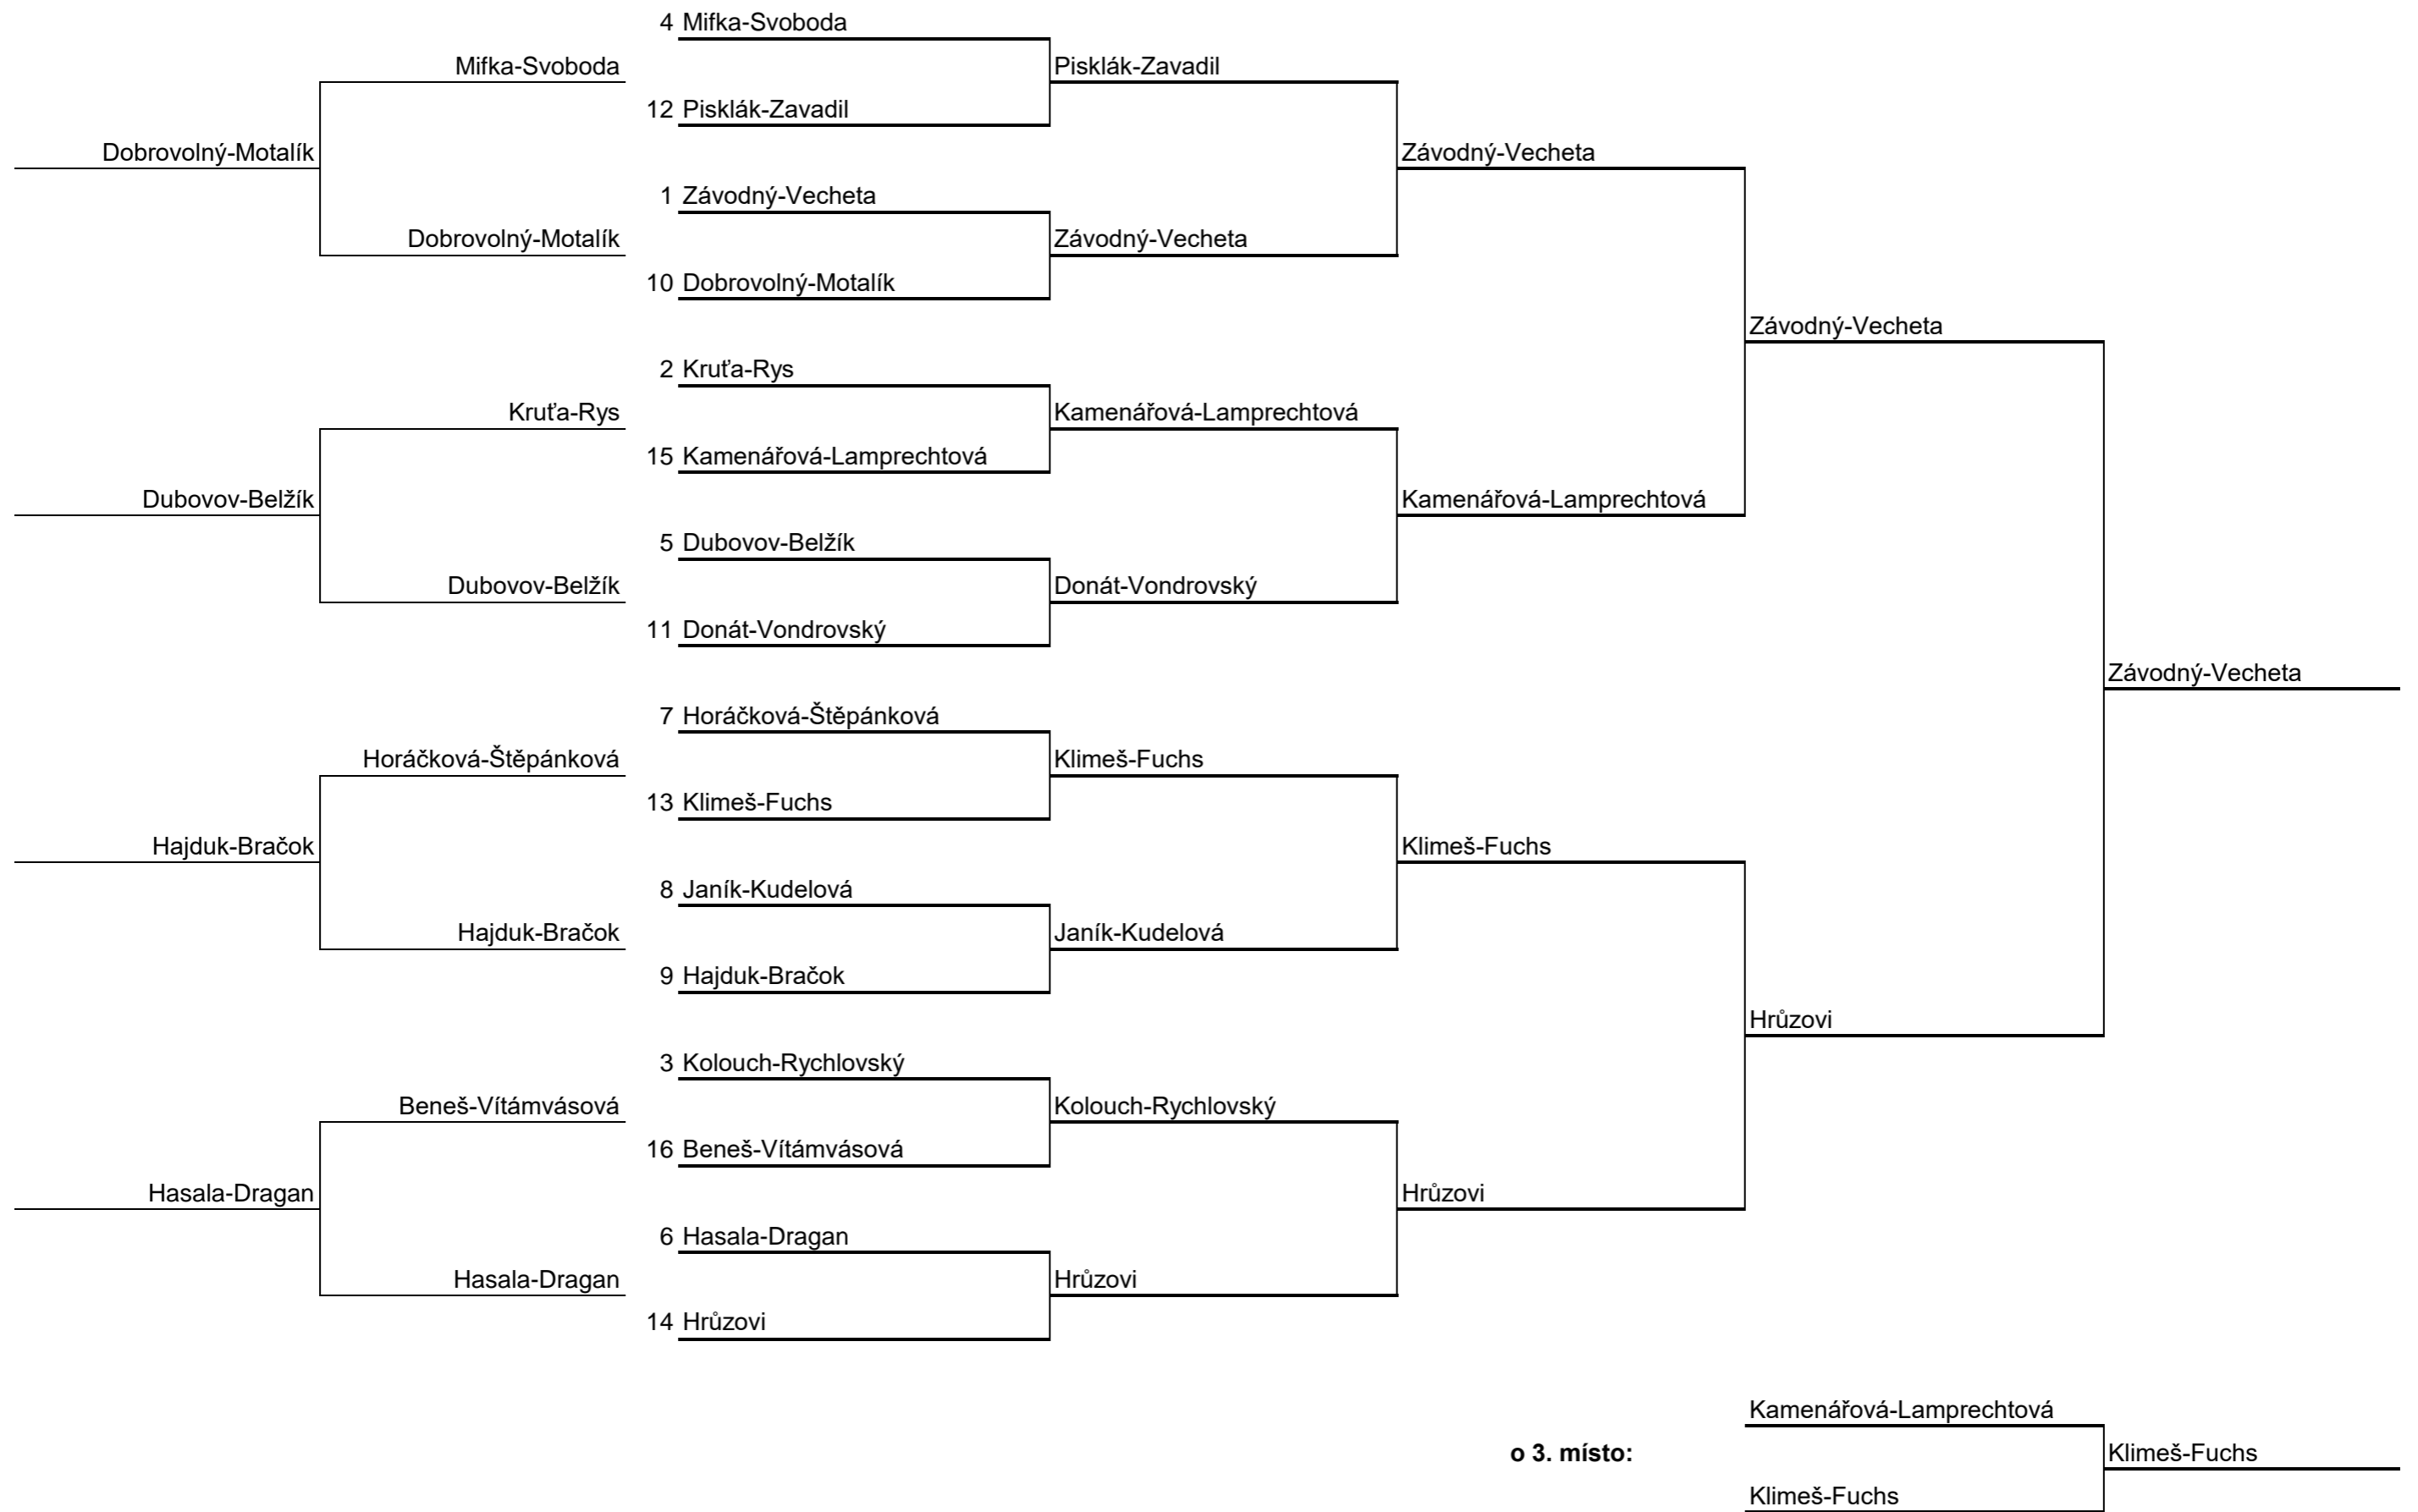 4 Mifka-Svoboda
Mifka-Svoboda
Pisklák-Zavadil
12 Pisklák-Zavadil
Dobrovolný-Motalík
Závodný-Vecheta
1 Závodný-Vecheta
Dobrovolný-Motalík
Závodný-Vecheta
10 Dobrovolný-Motalík
Závodný-Vecheta
2 Kruťa-Rys
Kruťa-Rys
Kamenářová-Lamprechtová
15 Kamenářová-Lamprechtová
Dubovov-Belžík
Kamenářová-Lamprechtová
5 Dubovov-Belžík
Dubovov-Belžík
Donát-Vondrovský
11 Donát-Vondrovský
Závodný-Vecheta
7 Horáčková-Štěpánková
Horáčková-Štěpánková
Klimeš-Fuchs
13 Klimeš-Fuchs
Hajduk-Bračok
Klimeš-Fuchs
8 Janík-Kudelová
Hajduk-Bračok
Janík-Kudelová
9 Hajduk-Bračok
Hrůzovi
3 Kolouch-Rychlovský
Beneš-Vítámvásová
Kolouch-Rychlovský
16 Beneš-Vítámvásová
Hasala-Dragan
Hrůzovi
6 Hasala-Dragan
Hasala-Dragan
Hrůzovi
14 Hrůzovi
Kamenářová-Lamprechtová
o 3. místo:
Klimeš-Fuchs
Klimeš-Fuchs